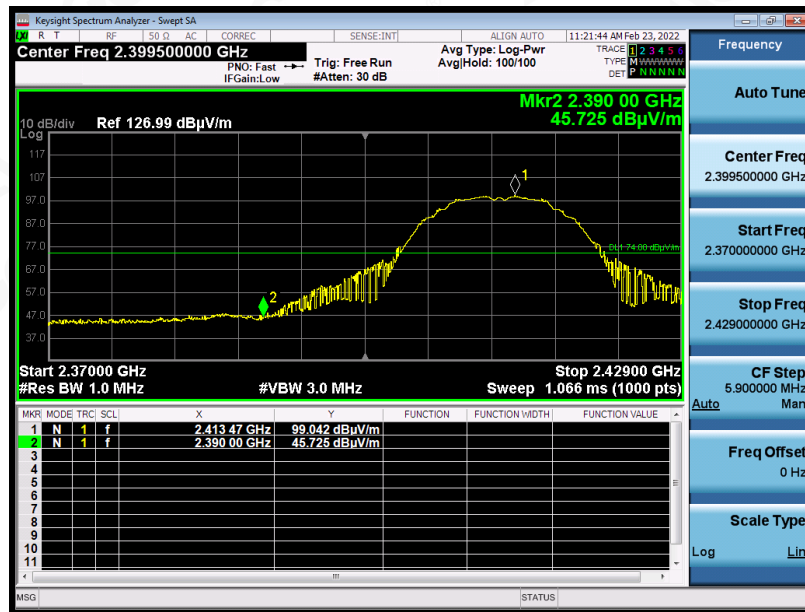 Keysight Spectrum Analyzer - Swept SA
LXI R T RF 50 Ω AC CORREC SENSE:INT ALIGN AUTO 11:21:44 AM Feb 23, 2022
Center Freq 2.399500000 GHz
PNO: Fast
IFGain:Low
Trig: Free Run
#Atten: 30 dB
Avg Type: Log-Pwr
Avg|Hold: 100/100
TRACE 1 2 3 4 5 6
TYPE M W W W W W
DET P N N N N N
Mkr2 2.390 00 GHz
45.725 dBµV/m
10 dB/div Ref 126.99 dBµV/m
Log
117
107
97.0
87.0
77.0
67.0
57.0
47.0
37.0
1
2
DL1 74.00 dBµV/m
Start 2.37000 GHz Stop 2.42900 GHz
#Res BW 1.0 MHz #VBW 3.0 MHz Sweep 1.066 ms (1000 pts)
MKR MODE TRC SCL X Y FUNCTION FUNCTION WIDTH FUNCTION VALUE
1 N 1 f 2.413 47 GHz 99.042 dBµV/m
2 N 1 f 2.390 00 GHz 45.725 dBµV/m
3
4
5
6
7
8
9
10
11
MSG STATUS
Frequency
Auto Tune
Center Freq
2.399500000 GHz
Start Freq
2.370000000 GHz
Stop Freq
2.429000000 GHz
CF Step
5.900000 MHz
Auto Man
Freq Offset
0 Hz
Scale Type
Log Lin